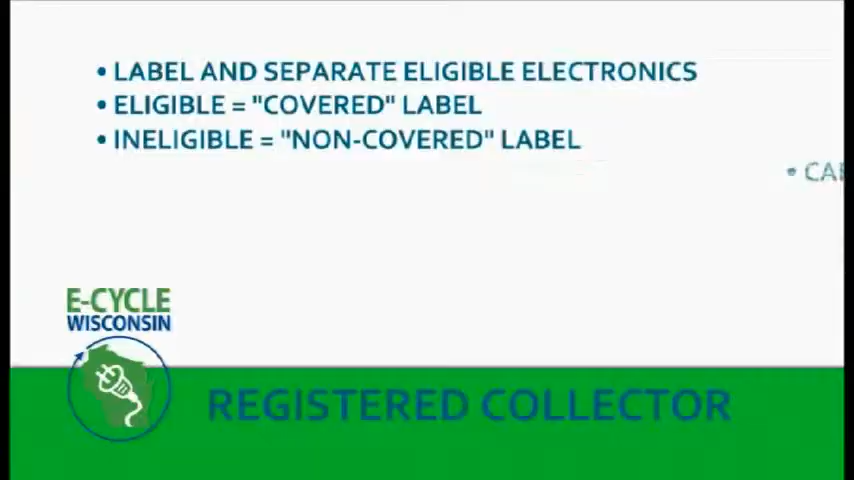 • LABEL AND SEPARATE ELIGIBLE ELECTRONICS
• ELIGIBLE = "COVERED" LABEL
• INELIGIBLE = "NON-COVERED" LABEL
E-CYCLE
WISCONSIN
REGISTERED COLLECTOR